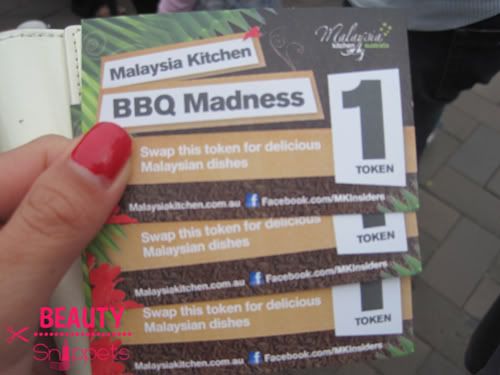 Malaysia
kitchen australia
Malaysia Kitchen
BBQ Madness
1
TOKEN
Swap this token for delicious
Malaysian dishes
Malaysiakitchen.com.au f Facebook.com/MKInsiders
Swap this token for delicious
Malaysian dishes
TOKEN
Malaysiakitchen.com.au f Facebook.com/MKInsiders
Swap this token for delicious
Malaysian dishes
1
TOKEN
Malaysiakitchen.com.au f Facebook.com/MKInsiders
BEAUTY
Snippets